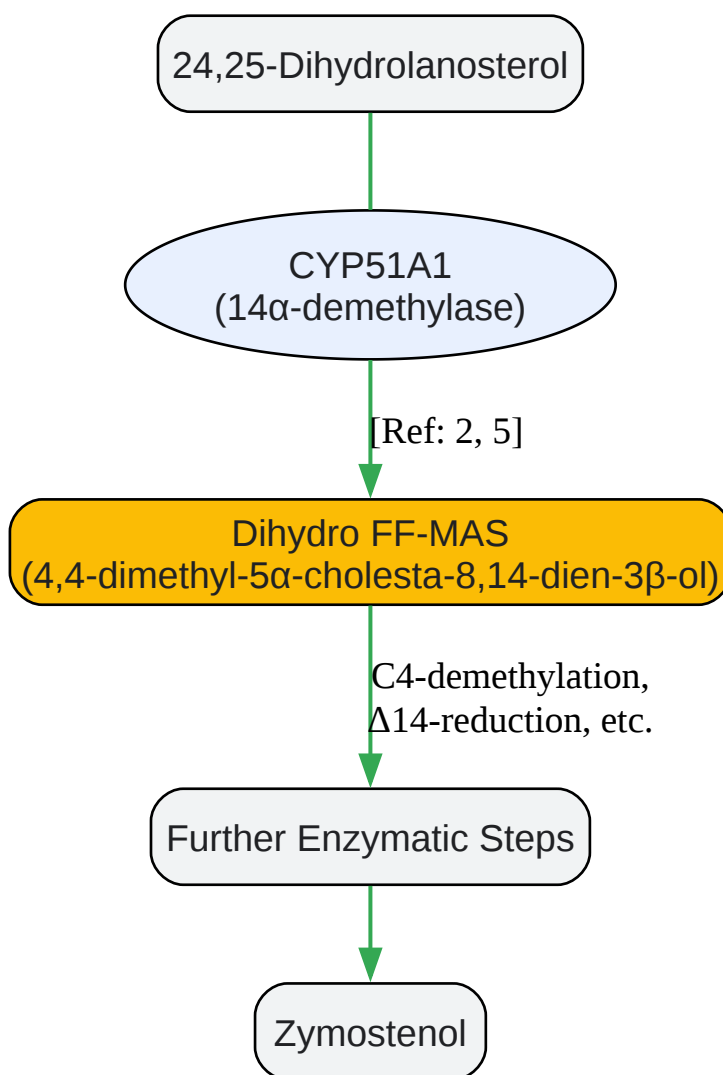 24,25-Dihydrolanosterol
CYP51A1
(14α-demethylase)
[Ref: 2, 5]
Dihydro FF-MAS
(4,4-dimethyl-5α-cholesta-8,14-dien-3β-ol)
C4-demethylation,
Δ14-reduction, etc.
Further Enzymatic Steps
Zymostenol